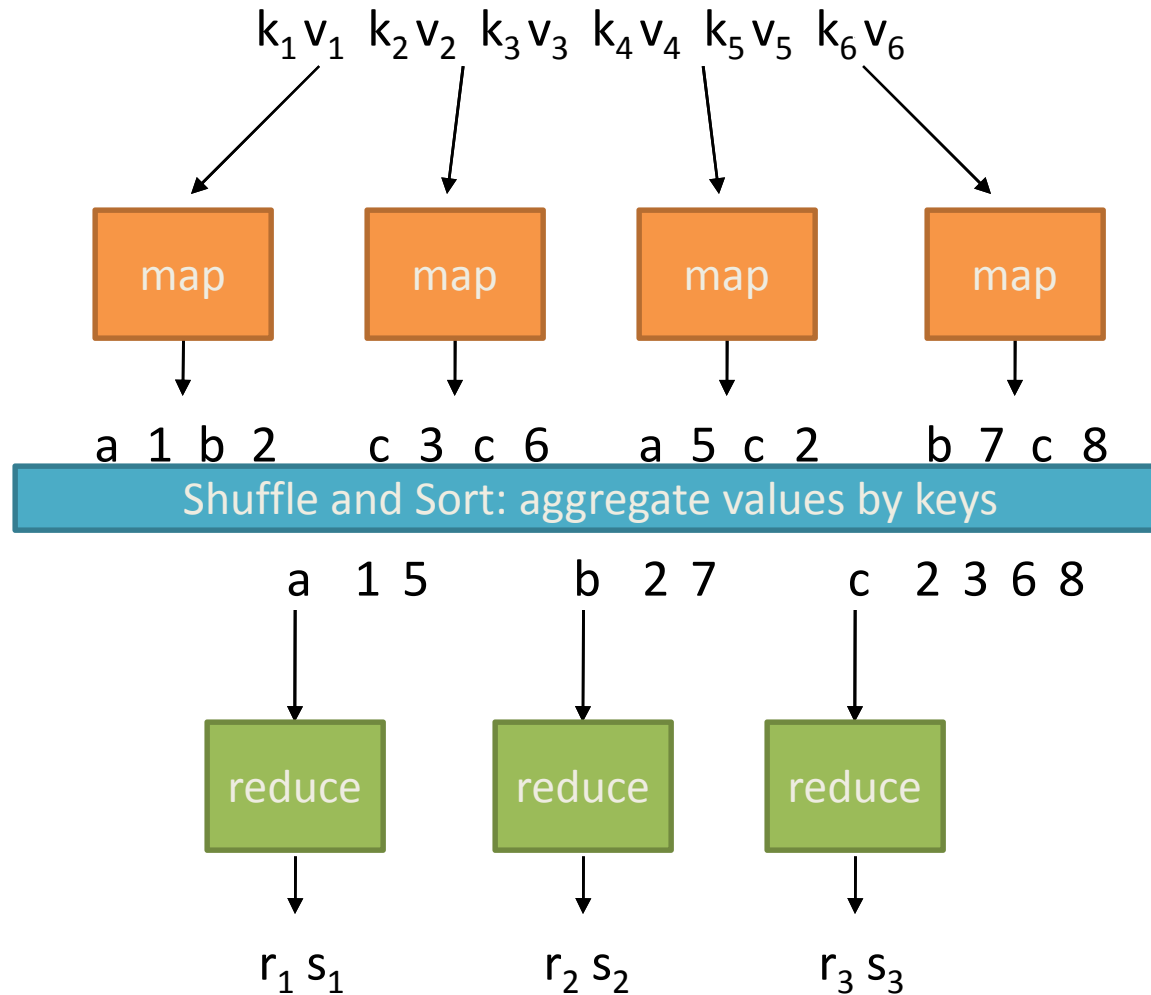 k₁ v₁ k₂ v₂ k₃ v₃ k₄ v₄ k₅ v₅ k₆ v₆
map map map map
a 1 b 2 c 3 c 6 a 5 c 2 b 7 c 8
Shuffle and Sort: aggregate values by keys
a 1 5 b 2 7 c 2 3 6 8
reduce reduce reduce
r₁ s₁ r₂ s₂ r₃ s₃